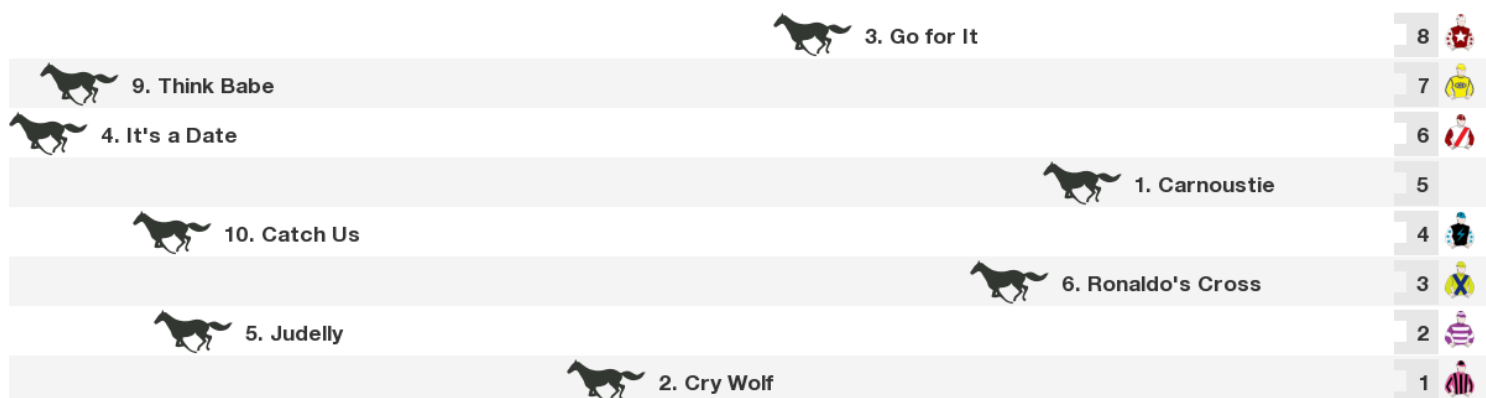 3. Go for It 8
9. Think Babe 7
4. It's a Date 6
1. Carnoustie 5
10. Catch Us 4
6. Ronaldo's Cross 3
5. Judelly 2
2. Cry Wolf 1